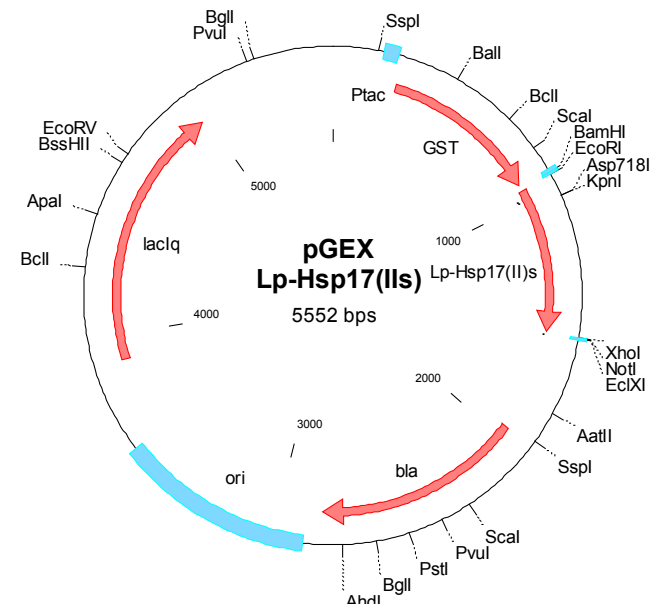 BglI
PvuI
SspI
BalI
BclI
ScaI
BamHI
EcoRI
Asp718I
KpnI
Ptac
GST
EcoRV
BssHII
ApaI
BclI
lacIq
5000
1000
pGEX
Lp-Hsp17(IIs)
5552 bps
Lp-Hsp17(II)s
4000
2000
3000
XhoI
NotI
EclXI
AatII
SspI
ori
bla
ScaI
PvuI
PstI
BglI
AhdI